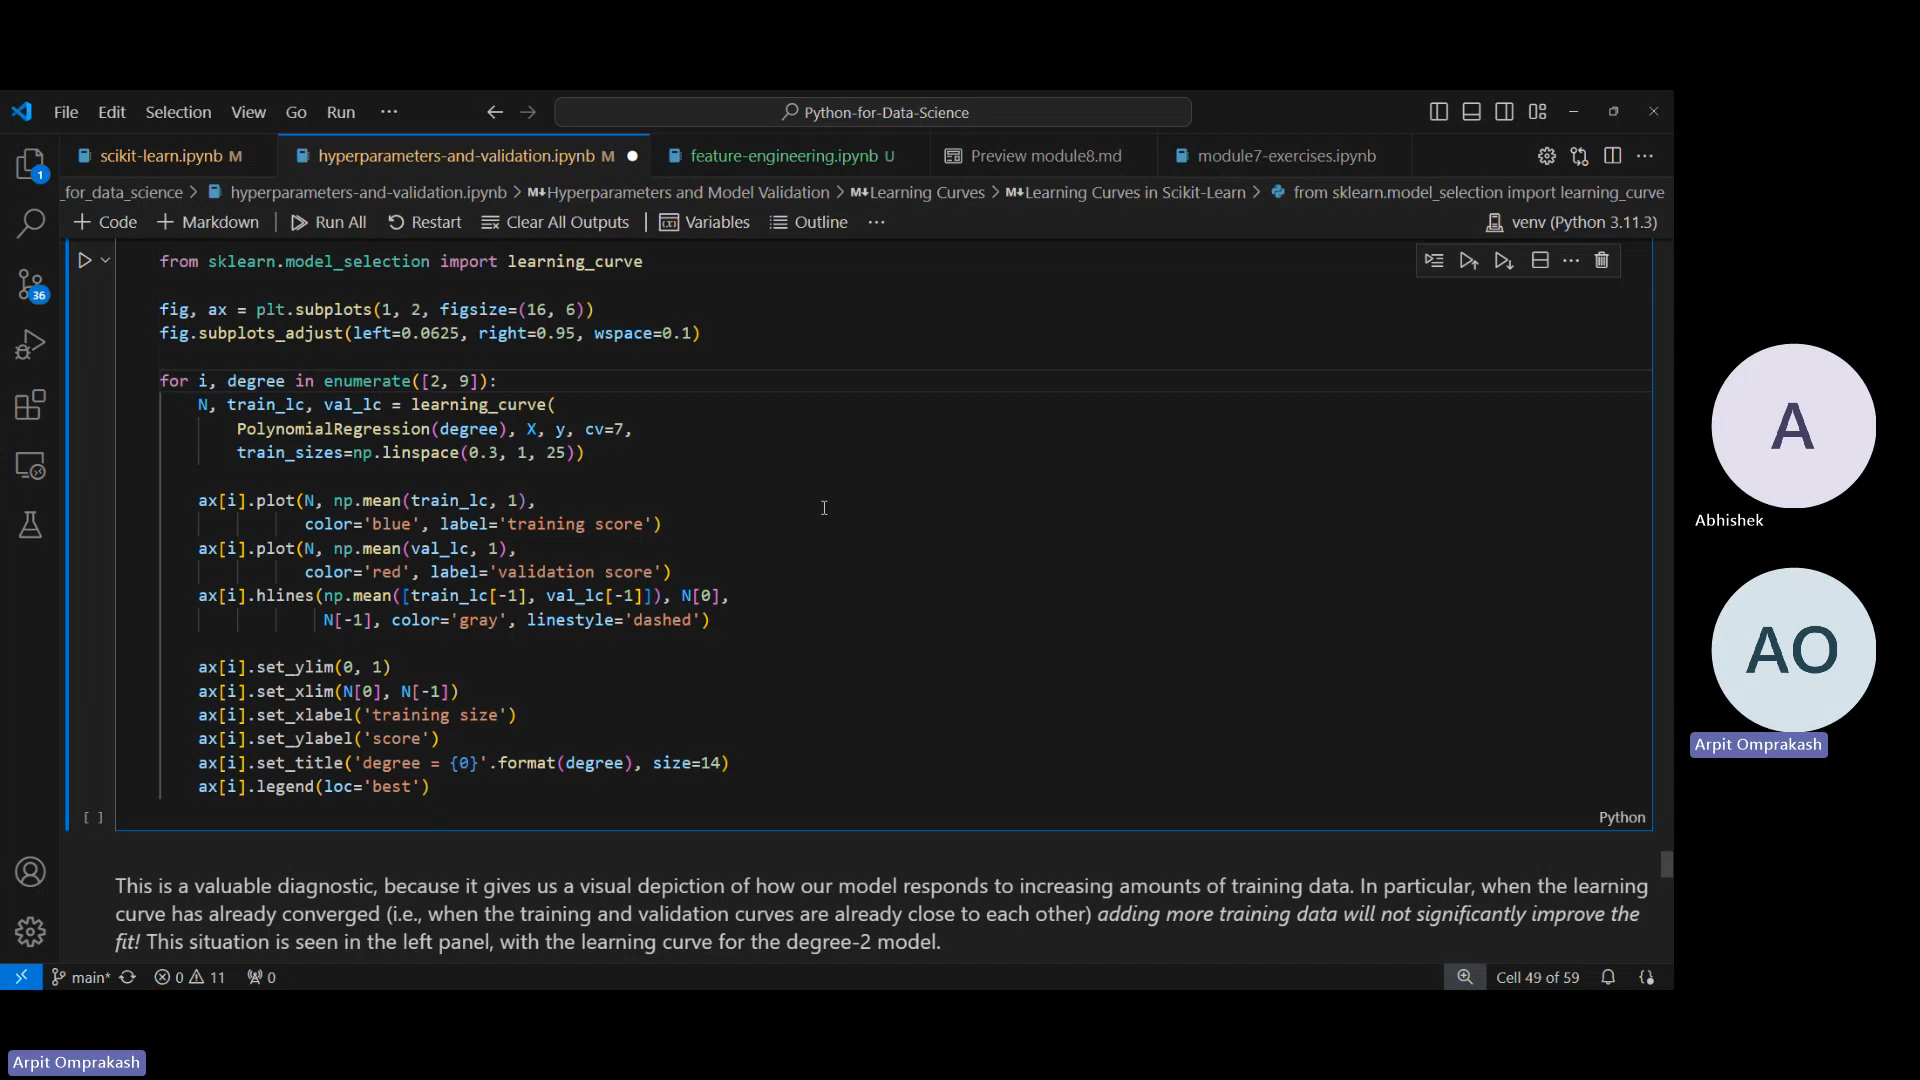 File Edit Selection View Go Run ··· Python-for-Data-Science
scikit-learn.ipynb M hyperparameters-and-validation.ipynb M feature-engineering.ipynb U Preview module8.md module7-exercises.ipynb ···
1
_for_data_science > hyperparameters-and-validation.ipynb > M↓Hyperparameters and Model Validation > M↓Learning Curves > M↓Learning Curves in Scikit-Learn > from sklearn.model_selection import learning_curve
+ Code + Markdown Run All Restart Clear All Outputs Variables Outline ··· venv (Python 3.11.3)
36
from sklearn.model_selection import learning_curve
fig, ax = plt.subplots(1, 2, figsize=(16, 6))
fig.subplots_adjust(left=0.0625, right=0.95, wspace=0.1)
for i, degree in enumerate([2, 9]):
N, train_lc, val_lc = learning_curve(
PolynomialRegression(degree), X, y, cv=7,
train_sizes=np.linspace(0.3, 1, 25))
ax[i].plot(N, np.mean(train_lc, 1),
color='blue', label='training score')
ax[i].plot(N, np.mean(val_lc, 1),
color='red', label='validation score')
ax[i].hlines(np.mean([train_lc[-1], val_lc[-1]]), N[0],
N[-1], color='gray', linestyle='dashed')
ax[i].set_ylim(0, 1)
ax[i].set_xlim(N[0], N[-1])
ax[i].set_xlabel('training size')
ax[i].set_ylabel('score')
ax[i].set_title('degree = {0}'.format(degree), size=14)
ax[i].legend(loc='best')
[ ] Python
This is a valuable diagnostic, because it gives us a visual depiction of how our model responds to increasing amounts of training data. In particular, when the learning
curve has already converged (i.e., when the training and validation curves are already close to each other) adding more training data will not significantly improve the
fit! This situation is seen in the left panel, with the learning curve for the degree-2 model.
main* 0 11 0 Cell 49 of 59
A
Abhishek
AO
Arpit Omprakash
Arpit Omprakash